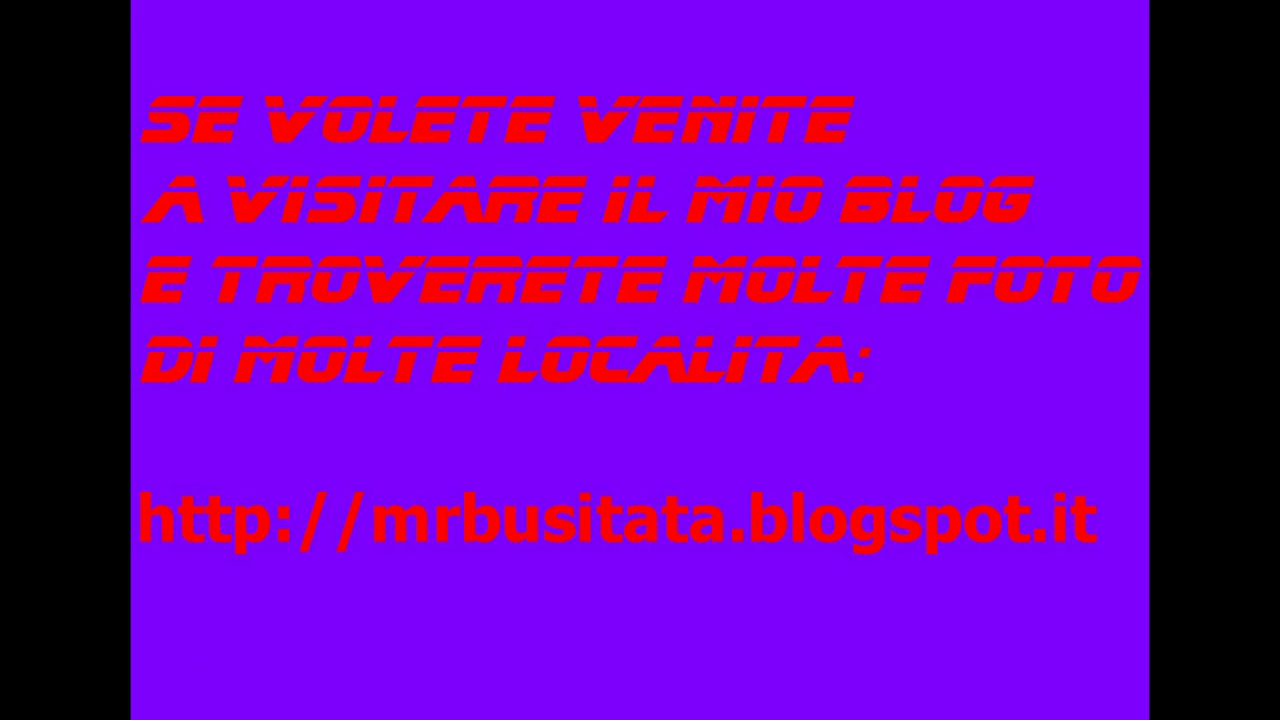 SE VOLETE VENITE
A VISITARE IL MIO BLOG
E TROVERETE MOLTE FOTO
DI MOLTE LOCALITA:
http://mrbusitata.blogspot.it